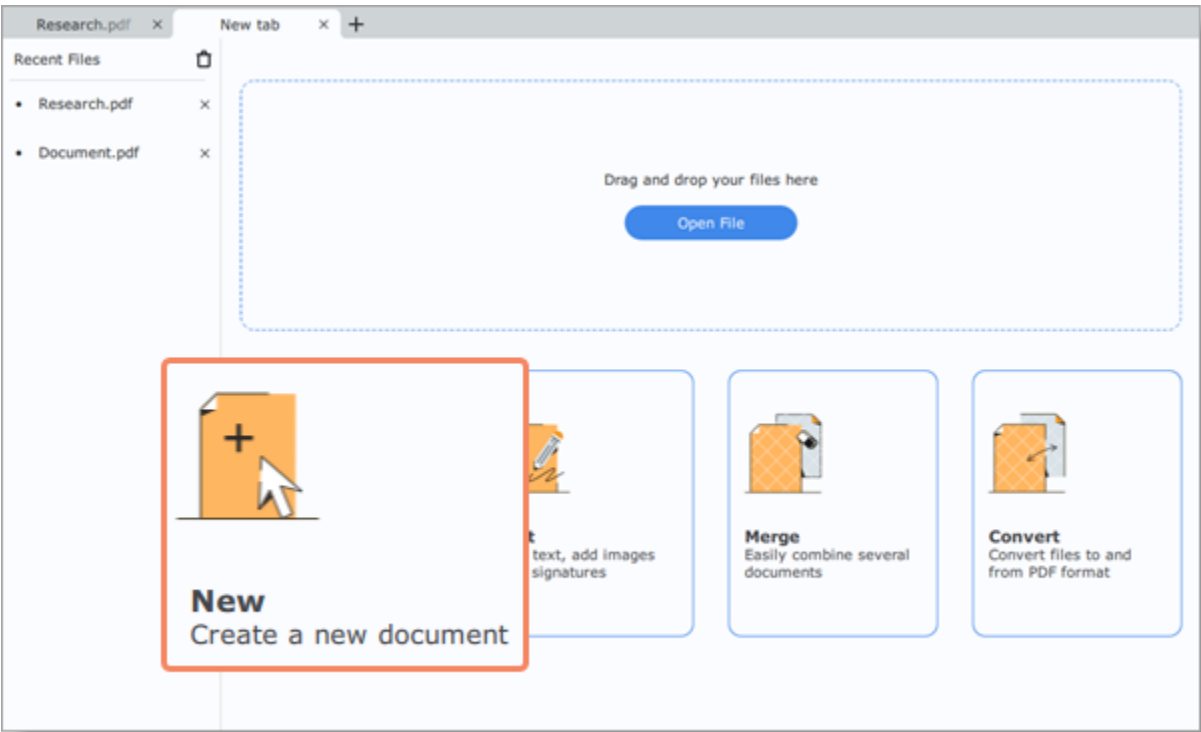 Research.pdf
New tab
Recent Files
Research.pdf
Document.pdf
Drag and drop your files here
Open File
New
Create a new document
text, add images
signatures
Merge
Easily combine several
documents
Convert
Convert files to and
from PDF format